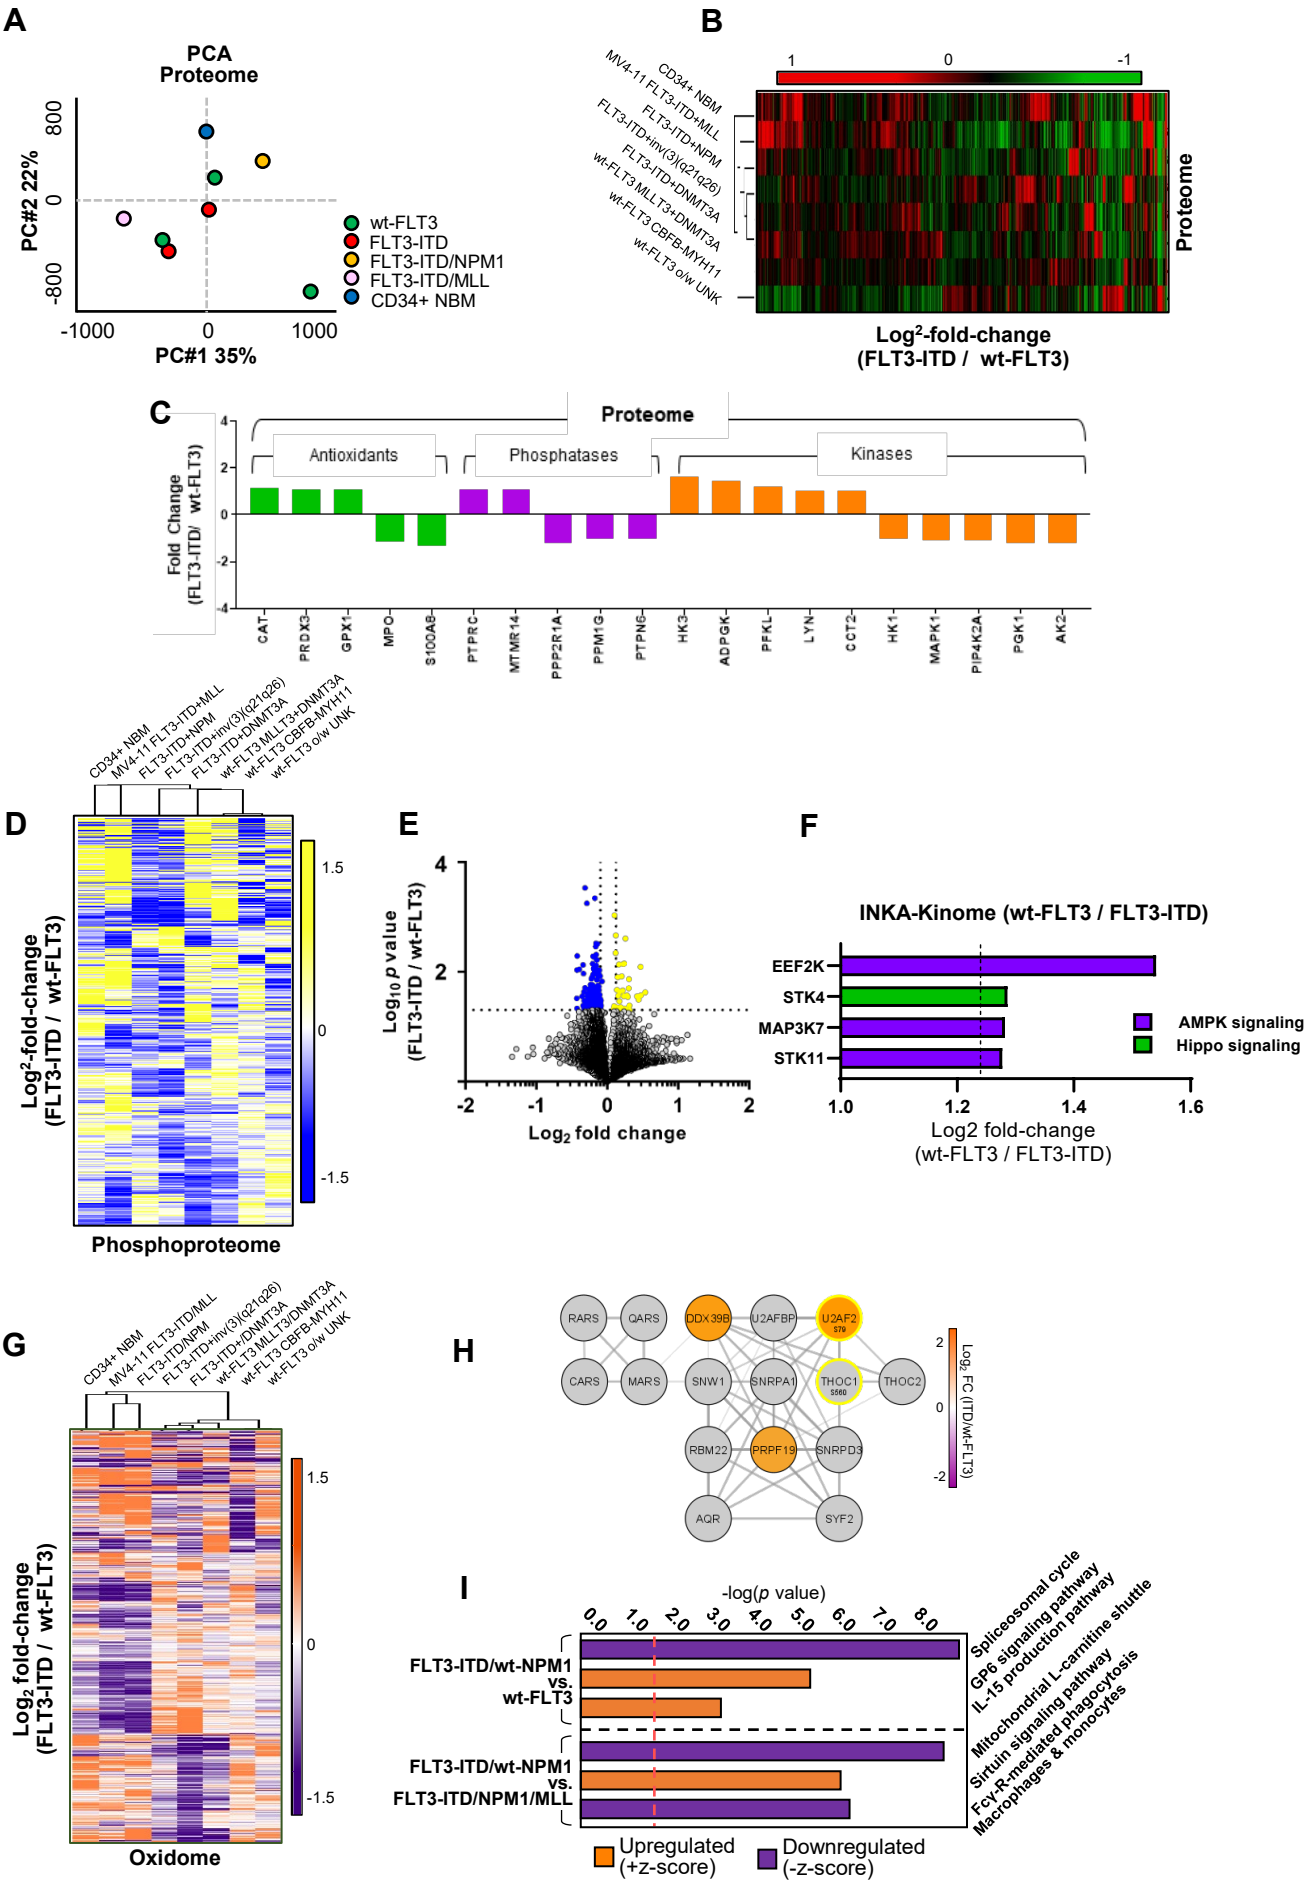 A
PCA
Proteome
800
0
-800
PC#2 22%
-1000
0
1000
PC#1 35%
wt-FLT3
FLT3-ITD
FLT3-ITD/NPM1
FLT3-ITD/MLL
CD34+ NBM
B
1
0
-1
CD34+ NBM
MV4-11 FLT3-ITD+MLL
FLT3-ITD+NPM
FLT3-ITD+inv(3)(q21q26)
FLT3-ITD+DNMT3A
wt-FLT3 MLLT3+DNMT3A
wt-FLT3 CBFB-MYH11
wt-FLT3 o/w UNK
Proteome
Log2-fold-change
(FLT3-ITD / wt-FLT3)
C
Proteome
Antioxidants
Phosphatases
Kinases
Fold Change
(FLT3-ITD/ wt-FLT3)
4
2
0
-2
-4
CAT
PRDX3
GPX1
MPO
S100A8
PTPRC
MTMR14
PPP2R1A
PPM1G
PTPN6
HK3
ADPGK
PFKL
LYN
CCT2
HK1
MAPK1
PIP4K2A
PGK1
AK2
D
CD34+ NBM
MV4-11 FLT3-ITD+MLL
FLT3-ITD+NPM
FLT3-ITD+inv(3)(q21q26)
FLT3-ITD+DNMT3A
wt-FLT3 MLLT3+DNMT3A
wt-FLT3 CBFB-MYH11
wt-FLT3 o/w UNK
Log2-fold-change
(FLT3-ITD / wt-FLT3)
1.5
0
-1.5
Phosphoproteome
E
Log10 p value
(FLT3-ITD / wt-FLT3)
4
2
-2
-1
0
1
2
Log2 fold change
F
INKA-Kinome (wt-FLT3 / FLT3-ITD)
EEF2K
STK4
MAP3K7
STK11
AMPK signaling
Hippo signaling
1.0
1.2
1.4
1.6
Log2 fold-change
(wt-FLT3 / FLT3-ITD)
G
CD34+ NBM
MV4-11 FLT3-ITD/MLL
FLT3-ITD/NPM
FLT3-ITD+inv(3)(q21q26)
FLT3-ITD+/DNMT3A
wt-FLT3 MLLT3/DNMT3A
wt-FLT3 CBFB-MYH11
wt-FLT3 o/w UNK
Log2 fold-change
(FLT3-ITD / wt-FLT3)
1.5
0
-1.5
Oxidome
H
RARS
QARS
DDX39B
U2AFBP
U2AF2
S79
CARS
MARS
SNW1
SNRPA1
THOC1
S560
THOC2
RBM22
PRPF19
SNRPD3
AQR
SYF2
2
0
-2
Log2 FC (ITD/wt-FLT3)
I
-log(p value)
0.0
1.0
2.0
3.0
4.0
5.0
6.0
7.0
8.0
FLT3-ITD/wt-NPM1
vs.
wt-FLT3
FLT3-ITD/wt-NPM1
vs.
FLT3-ITD/NPM1/MLL
Spliceosomal cycle
GP6 signaling pathway
IL-15 production pathway
Mitochondrial L-carnitine shuttle
Sirtuin signaling pathway
Fcγ-R-mediated phagocytosis
Macrophages & monocytes
Upregulated
(+z-score)
Downregulated
(-z-score)